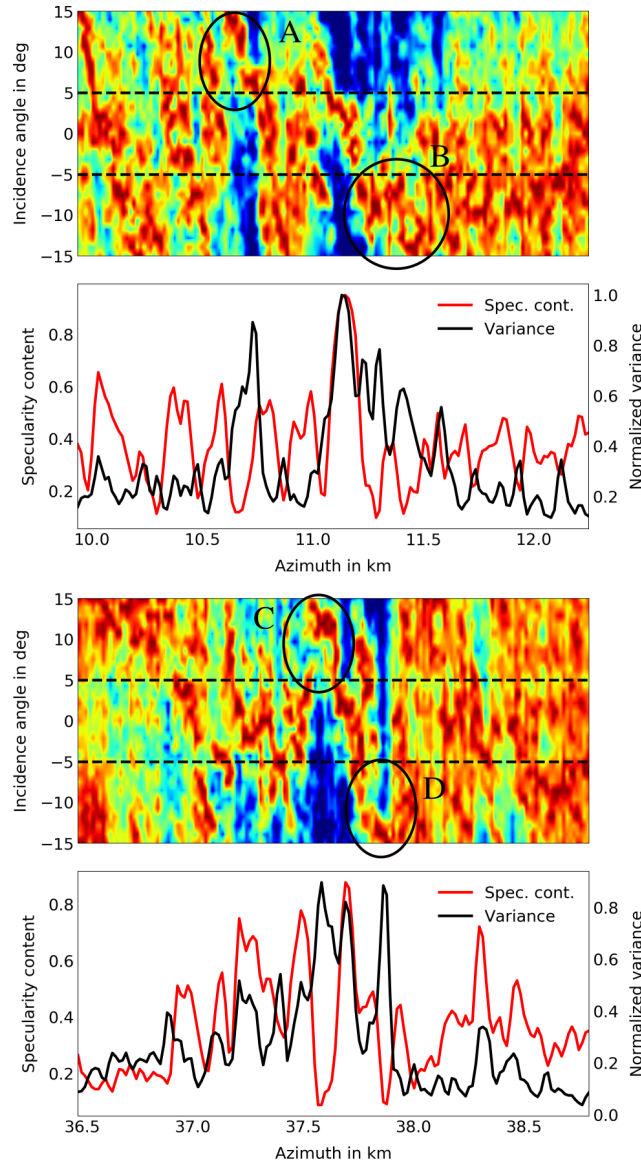 15
10
5
0
−5
−10
−15
Incidence angle in deg
A
B
Spec. cont.
Variance
0.8
0.6
0.4
0.2
Specularity content
1.0
0.8
0.6
0.4
0.2
Normalized variance
10.0 10.5 11.0 11.5 12.0
Azimuth in km
15
10
5
0
−5
−10
−15
Incidence angle in deg
C
D
Spec. cont.
Variance
0.8
0.6
0.4
0.2
Specularity content
0.8
0.6
0.4
0.2
0.0
Normalized variance
36.5 37.0 37.5 38.0 38.5
Azimuth in km